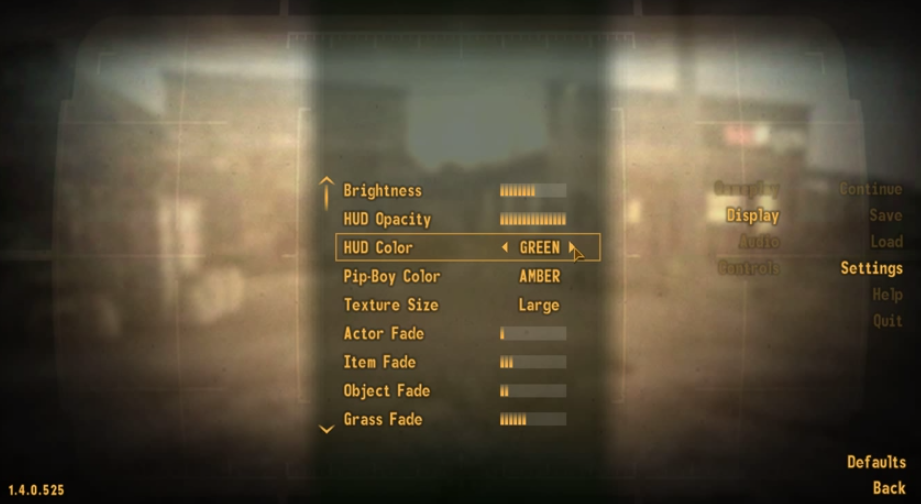 Brightness
HUD Opacity
HUD Color GREEN
Pip-Boy Color AMBER
Texture Size Large
Actor Fade
Item Fade
Object Fade
Grass Fade
Gameplay
Display
Audio
Controls
Continue
Save
Load
Settings
Help
Quit
Defaults
Back
1.4.0.525